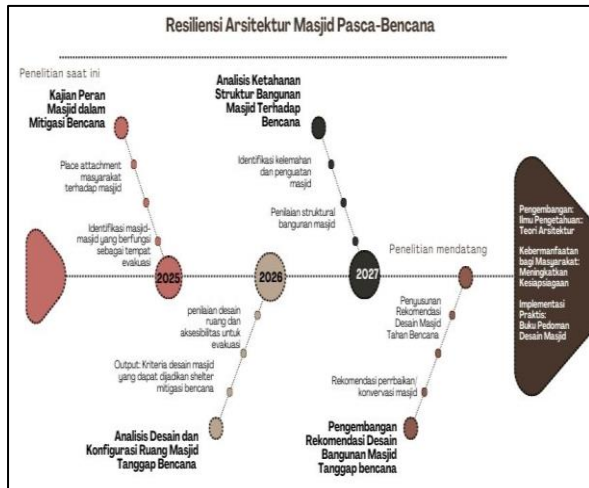 Resiliensi Arsitektur Masjid Pasca-Bencana
Penelitian saat ini
Kajian Peran
Masjid dalam
Mitigasi Bencana
Place attachment
masyarakat
terhadap masjid
Identifikasi masjid-
masjid yang berfungsi
sebagai tempat
evakuasi
Analisis Ketahanan
Struktur Bangunan
Masjid Terhadap
Bencana
Identifikasi kelemahan
dan penguatan
masjid
Penilaian struktural
bangunan masjid
2025
2026
2027
Penelitian mendatang
penilaian desain
ruang dan
aksesibilitas untuk
evakuasi
Output: Kriteria desain masjid
yang dapat dijadikan shelter
mitigasi bencana
Analisis Desain dan
Konfigurasi Ruang Masjid
Tanggap Bencana
Penyusunan
Rekomendasi
Desain Masjid
Tahan Bencana
Rekomendasi perrbaikan/
konvervasi masjid
Pengembangan
Rekomendasi Desain
Bangunan Masjid
Tanggap bencana
Pengembangan:
Ilmu Pengetahuan:
Teori Arsitektur
Kebermanfaatan
bagi Masyarakat:
Meningkatkan
Kesiapsiagaan
Implementasi
Praktis:
Buku Pedoman
Desain Masjid